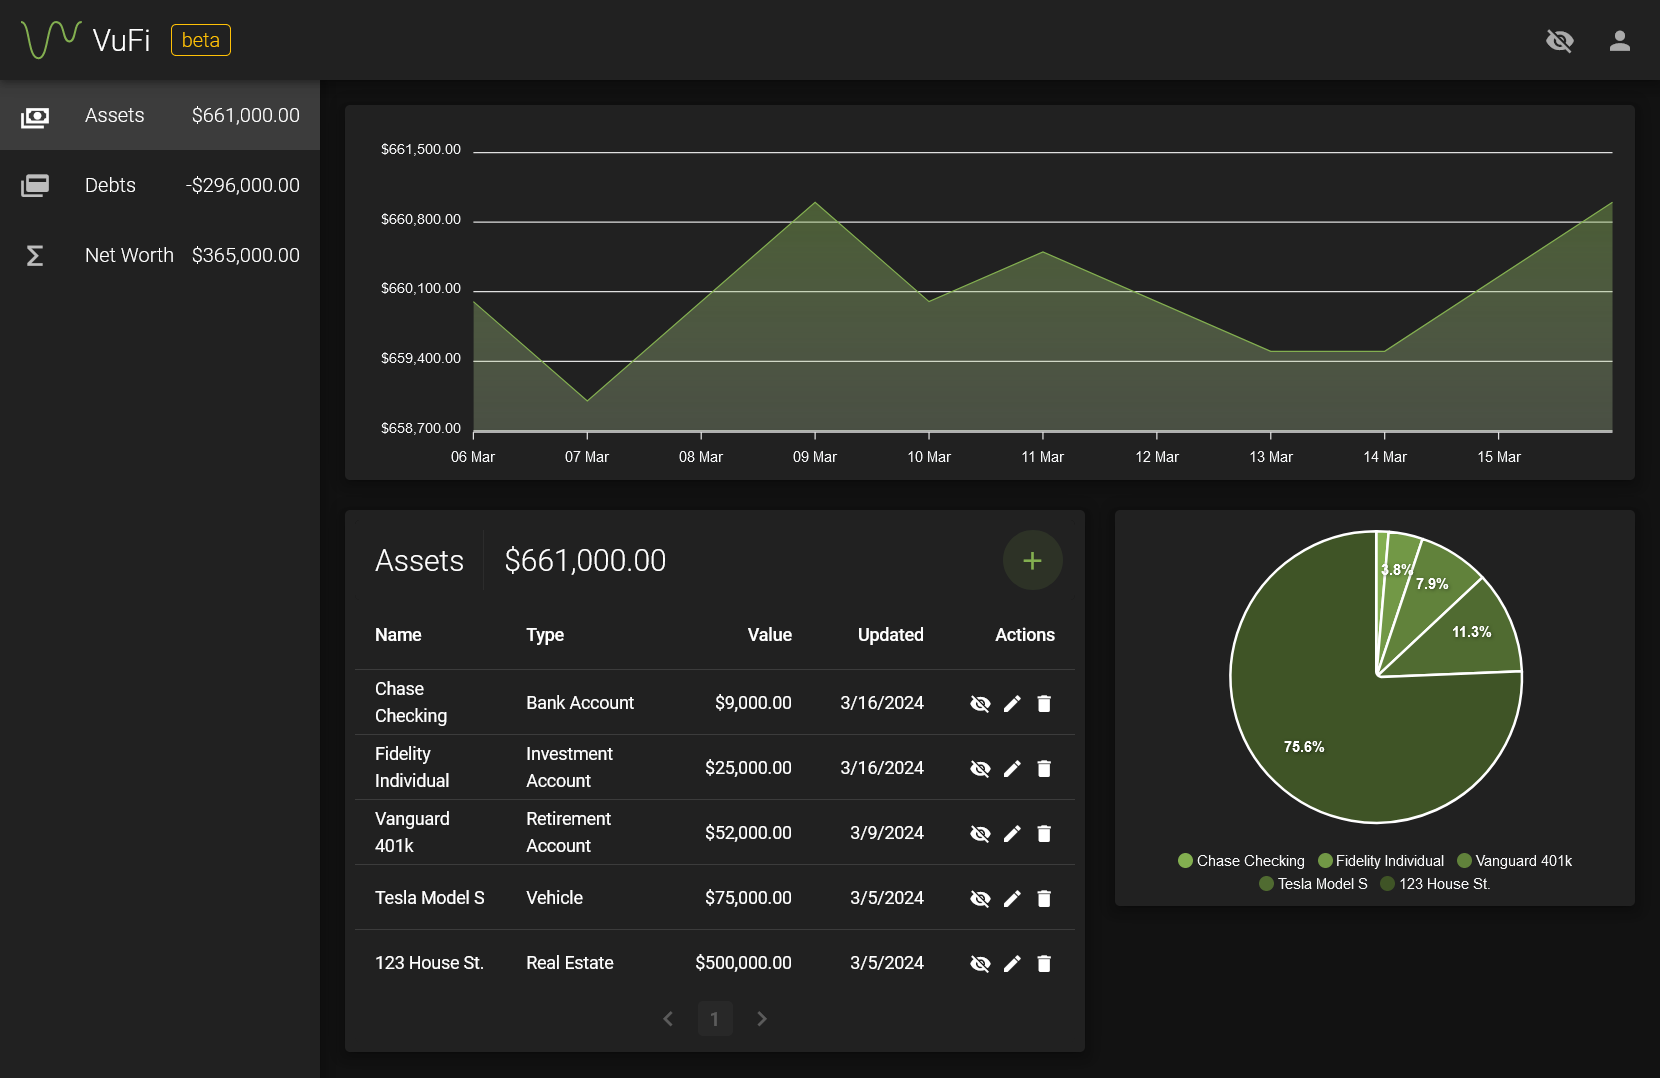 VuFi beta
Assets $661,000.00
Debts -$296,000.00
Net Worth $365,000.00
$661,500.00
$660,800.00
$660,100.00
$659,400.00
$658,700.00
06 Mar 07 Mar 08 Mar 09 Mar 10 Mar 11 Mar 12 Mar 13 Mar 14 Mar 15 Mar
Assets $661,000.00
Name Type Value Updated Actions
Chase
Checking
Bank Account $9,000.00 3/16/2024
Fidelity
Individual
Investment
Account
$25,000.00 3/16/2024
Vanguard
401k
Retirement
Account
$52,000.00 3/9/2024
Tesla Model S Vehicle $75,000.00 3/5/2024
123 House St. Real Estate $500,000.00 3/5/2024
1
3.8%
7.9%
11.3%
75.6%
Chase Checking Fidelity Individual Vanguard 401k
Tesla Model S 123 House St.